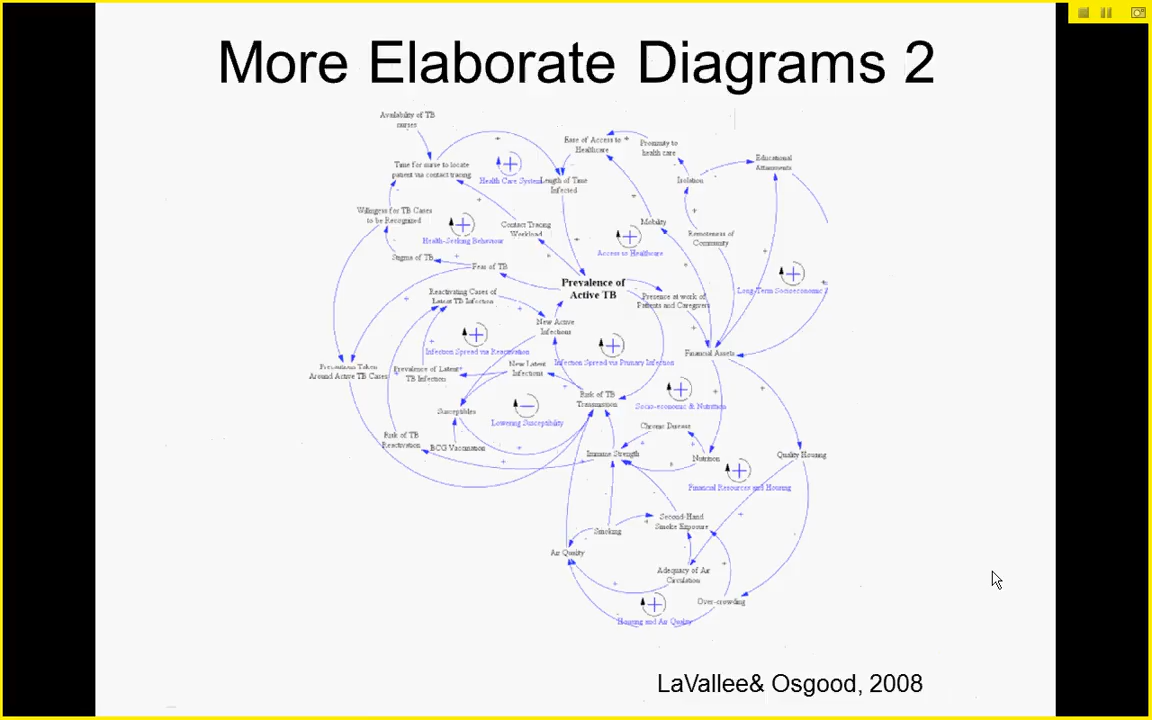 More Elaborate Diagrams 2
Availability of TB
nurses
Ease of Access to
Healthcare
Proximity to
health care
Educational
Attainments
Time for nurse to locate
patient via contact tracing
Health Care System
Length of Time
Infected
Isolation
Willingess for TB Cases
to be Recognized
Health-Seeking Behaviour
Contact Tracing
Workload
Mobility
Access to Healthcare
Remoteness of
Community
Stigma of TB
Fear of TB
Prevalence of
Active TB
Long-Term Socioeconomic
Reactivating Cases of
Latent TB Infection
Presence at work of
Patients and Caregivers
New Active
Infections
Infection Spread via Reactivation
Infection Spread via Primary Infection
Financial Assets
Precautions Taken
Around Active TB Cases
Prevalence of Latent
TB Infection
New Latent
Infections
Risk of TB
Transmission
Socio-economic & Nutrition
Susceptibles
Lowering Susceptibility
Chronic Disease
Risk of TB
Reactivation
BCG Vaccination
Immune Strength
Nutrition
Quality Housing
Financial Resources and Housing
Smoking
Second-Hand
Smoke Exposure
Air Quality
Adequacy of Air
Circulation
Over-crowding
Housing and Air Quality
LaVallee& Osgood, 2008